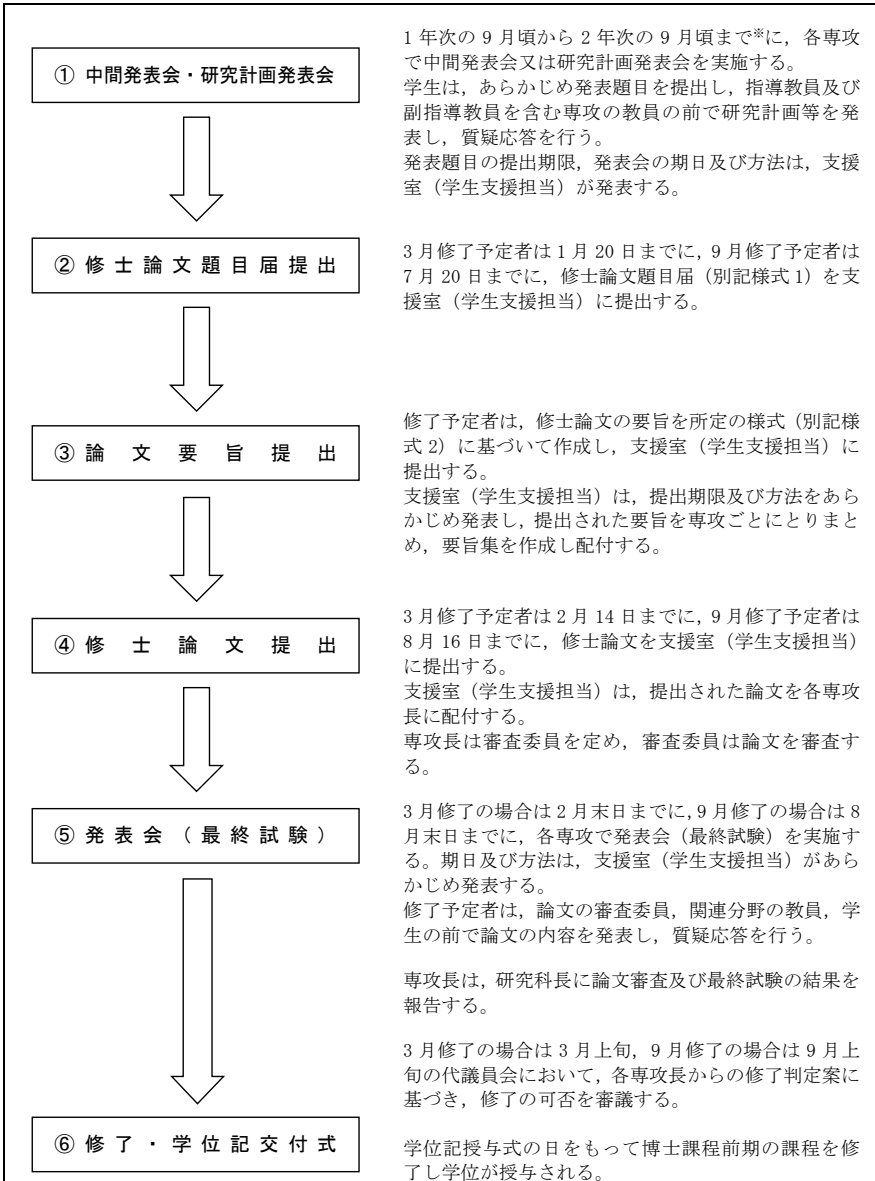 ① 中間発表会・研究計画発表会
1 年次の 9 月頃から 2 年次の 9 月頃まで※に，各専攻
で中間発表会又は研究計画発表会を実施する。
学生は，あらかじめ発表題目を提出し，指導教員及び
副指導教員を含む専攻の教員の前で研究計画等を発
表し，質疑応答を行う。
発表題目の提出期限，発表会の期日及び方法は，支援
室（学生支援担当）が発表する。
② 修 士 論 文 題 目 届 提 出
3 月修了予定者は 1 月 20 日までに，9 月修了予定者は
7 月 20 日までに，修士論文題目届（別記様式 1）を支
援室（学生支援担当）に提出する。
③ 論 文 要 旨 提 出
修了予定者は，修士論文の要旨を所定の様式（別記様
式 2）に基づいて作成し，支援室（学生支援担当）に
提出する。
支援室（学生支援担当）は，提出期限及び方法をあら
かじめ発表し，提出された要旨を専攻ごとにとりまと
め，要旨集を作成し配付する。
④ 修 士 論 文 提 出
3 月修了予定者は 2 月 14 日までに，9 月修了予定者は
8 月 16 日までに，修士論文を支援室（学生支援担当）
に提出する。
支援室（学生支援担当）は，提出された論文を各専攻
長に配付する。
専攻長は審査委員を定め，審査委員は論文を審査す
る。
⑤ 発 表 会 （ 最 終 試 験 ）
3 月修了の場合は 2 月末日までに，9 月修了の場合は 8
月末日までに，各専攻で発表会（最終試験）を実施す
る。期日及び方法は，支援室（学生支援担当）があら
かじめ発表する。
修了予定者は，論文の審査委員，関連分野の教員，学
生の前で論文の内容を発表し，質疑応答を行う。
専攻長は，研究科長に論文審査及び最終試験の結果を
報告する。
3 月修了の場合は 3 月上旬，9 月修了の場合は 9 月上
旬の代議員会において，各専攻長からの修了判定案に
基づき，修了の可否を審議する。
⑥ 修 了 ・ 学 位 記 交 付 式
学位記授与式の日をもって博士課程前期の課程を修
了し学位が授与される。